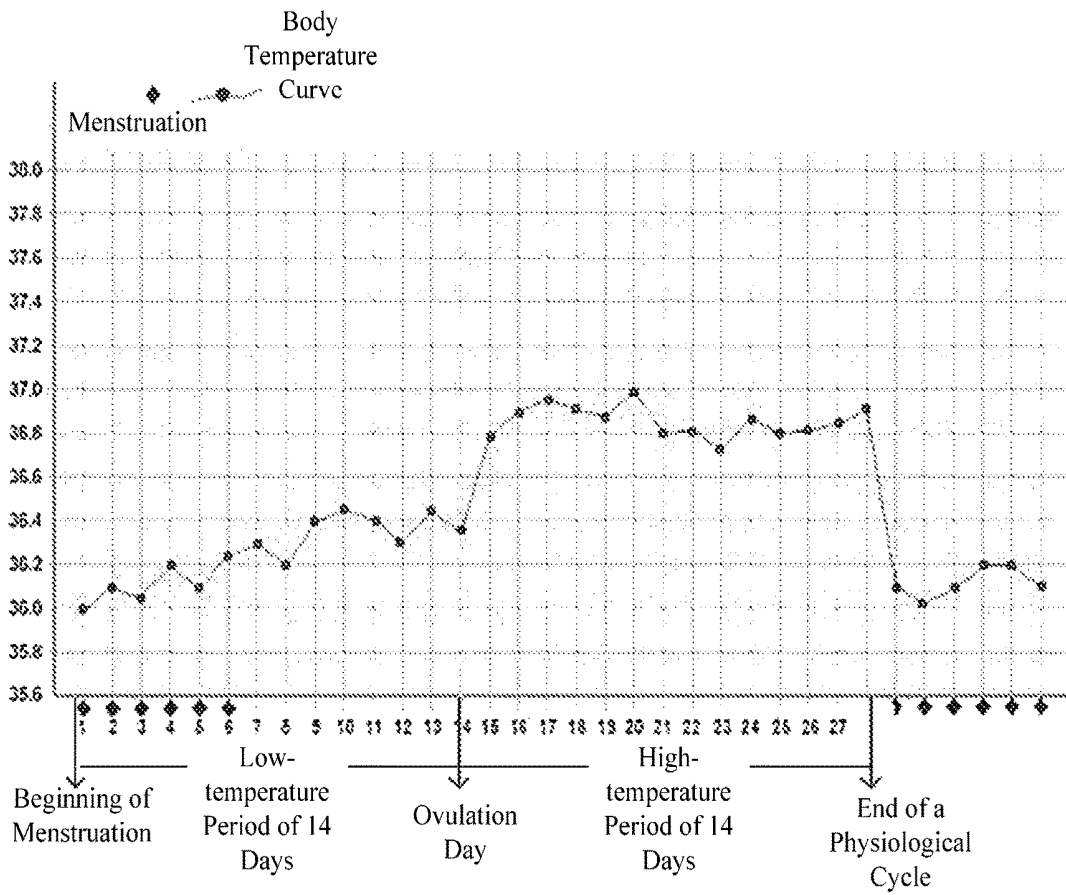 Body
Temperature
Curve
Menstruation
38.0
37.8
37.6
37.4
37.2
37.0
36.8
36.6
36.4
36.2
36.0
35.8
35.6
1 2 3 4 5 6 7 8 9 10 11 12 13 14 15 16 17 18 19 20 21 22 23 24 25 26 27
Beginning of
Menstruation
Low-
temperature
Period of 14
Days
Ovulation
Day
High-
temperature
Period of 14
Days
End of a
Physiological
Cycle